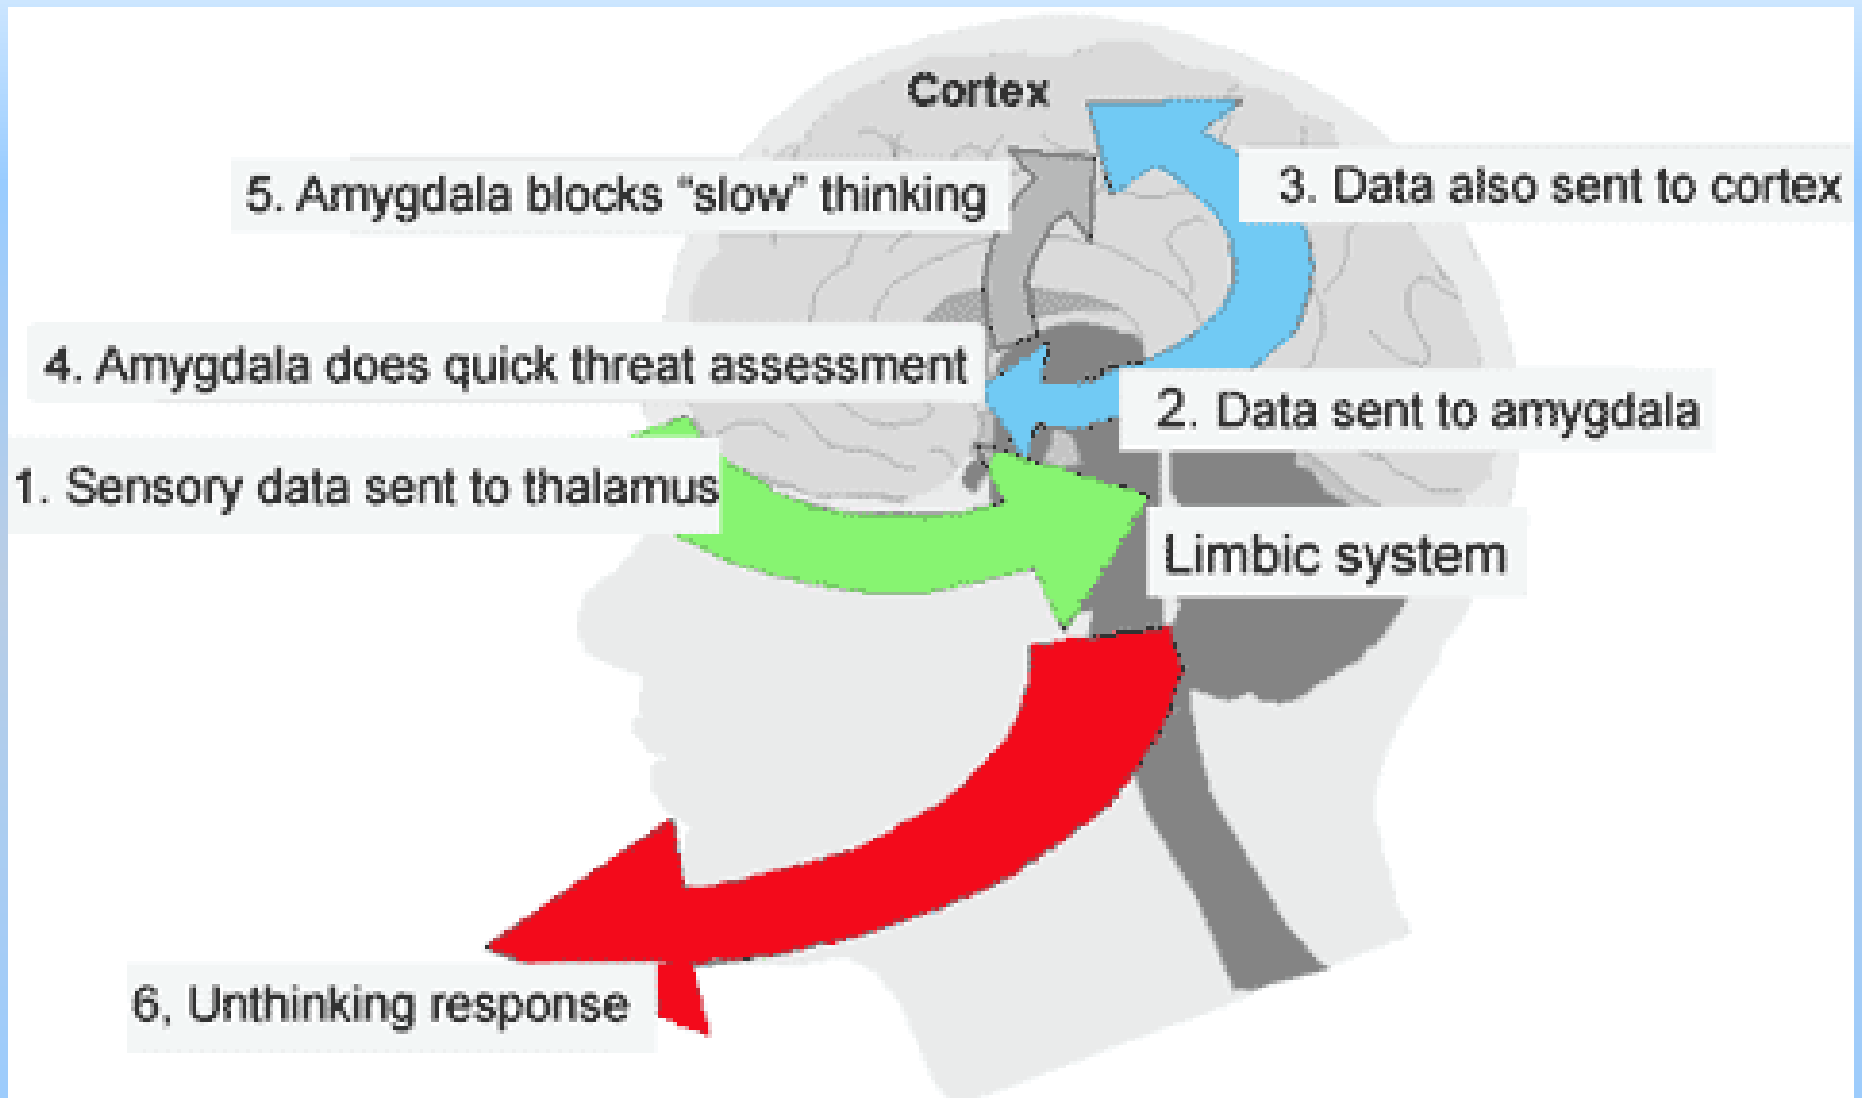 Cortex
5. Amygdala blocks “slow” thinking
3. Data also sent to cortex
4. Amygdala does quick threat assessment
2. Data sent to amygdala
1. Sensory data sent to thalamus
Limbic system
6, Unthinking response